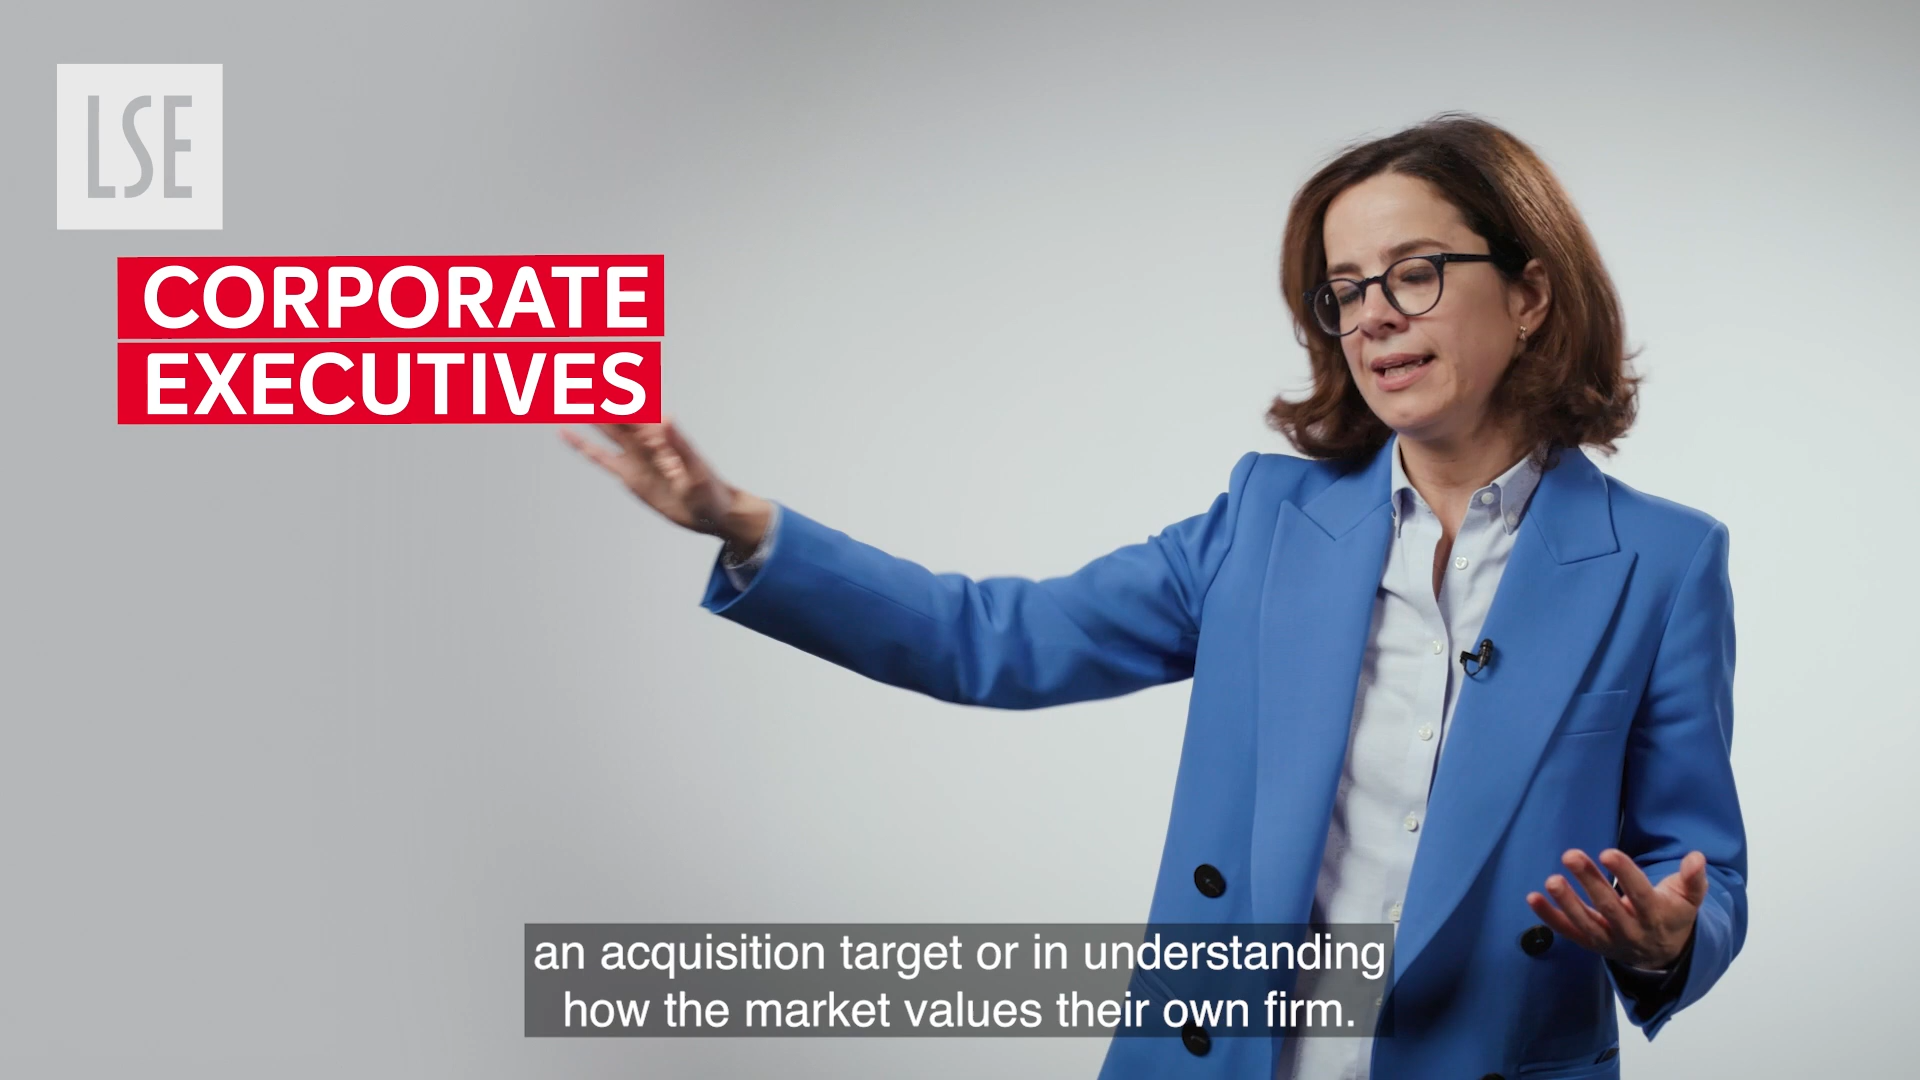 LSE
CORPORATE
EXECUTIVES
an acquisition target or in understanding
how the market values their own firm.